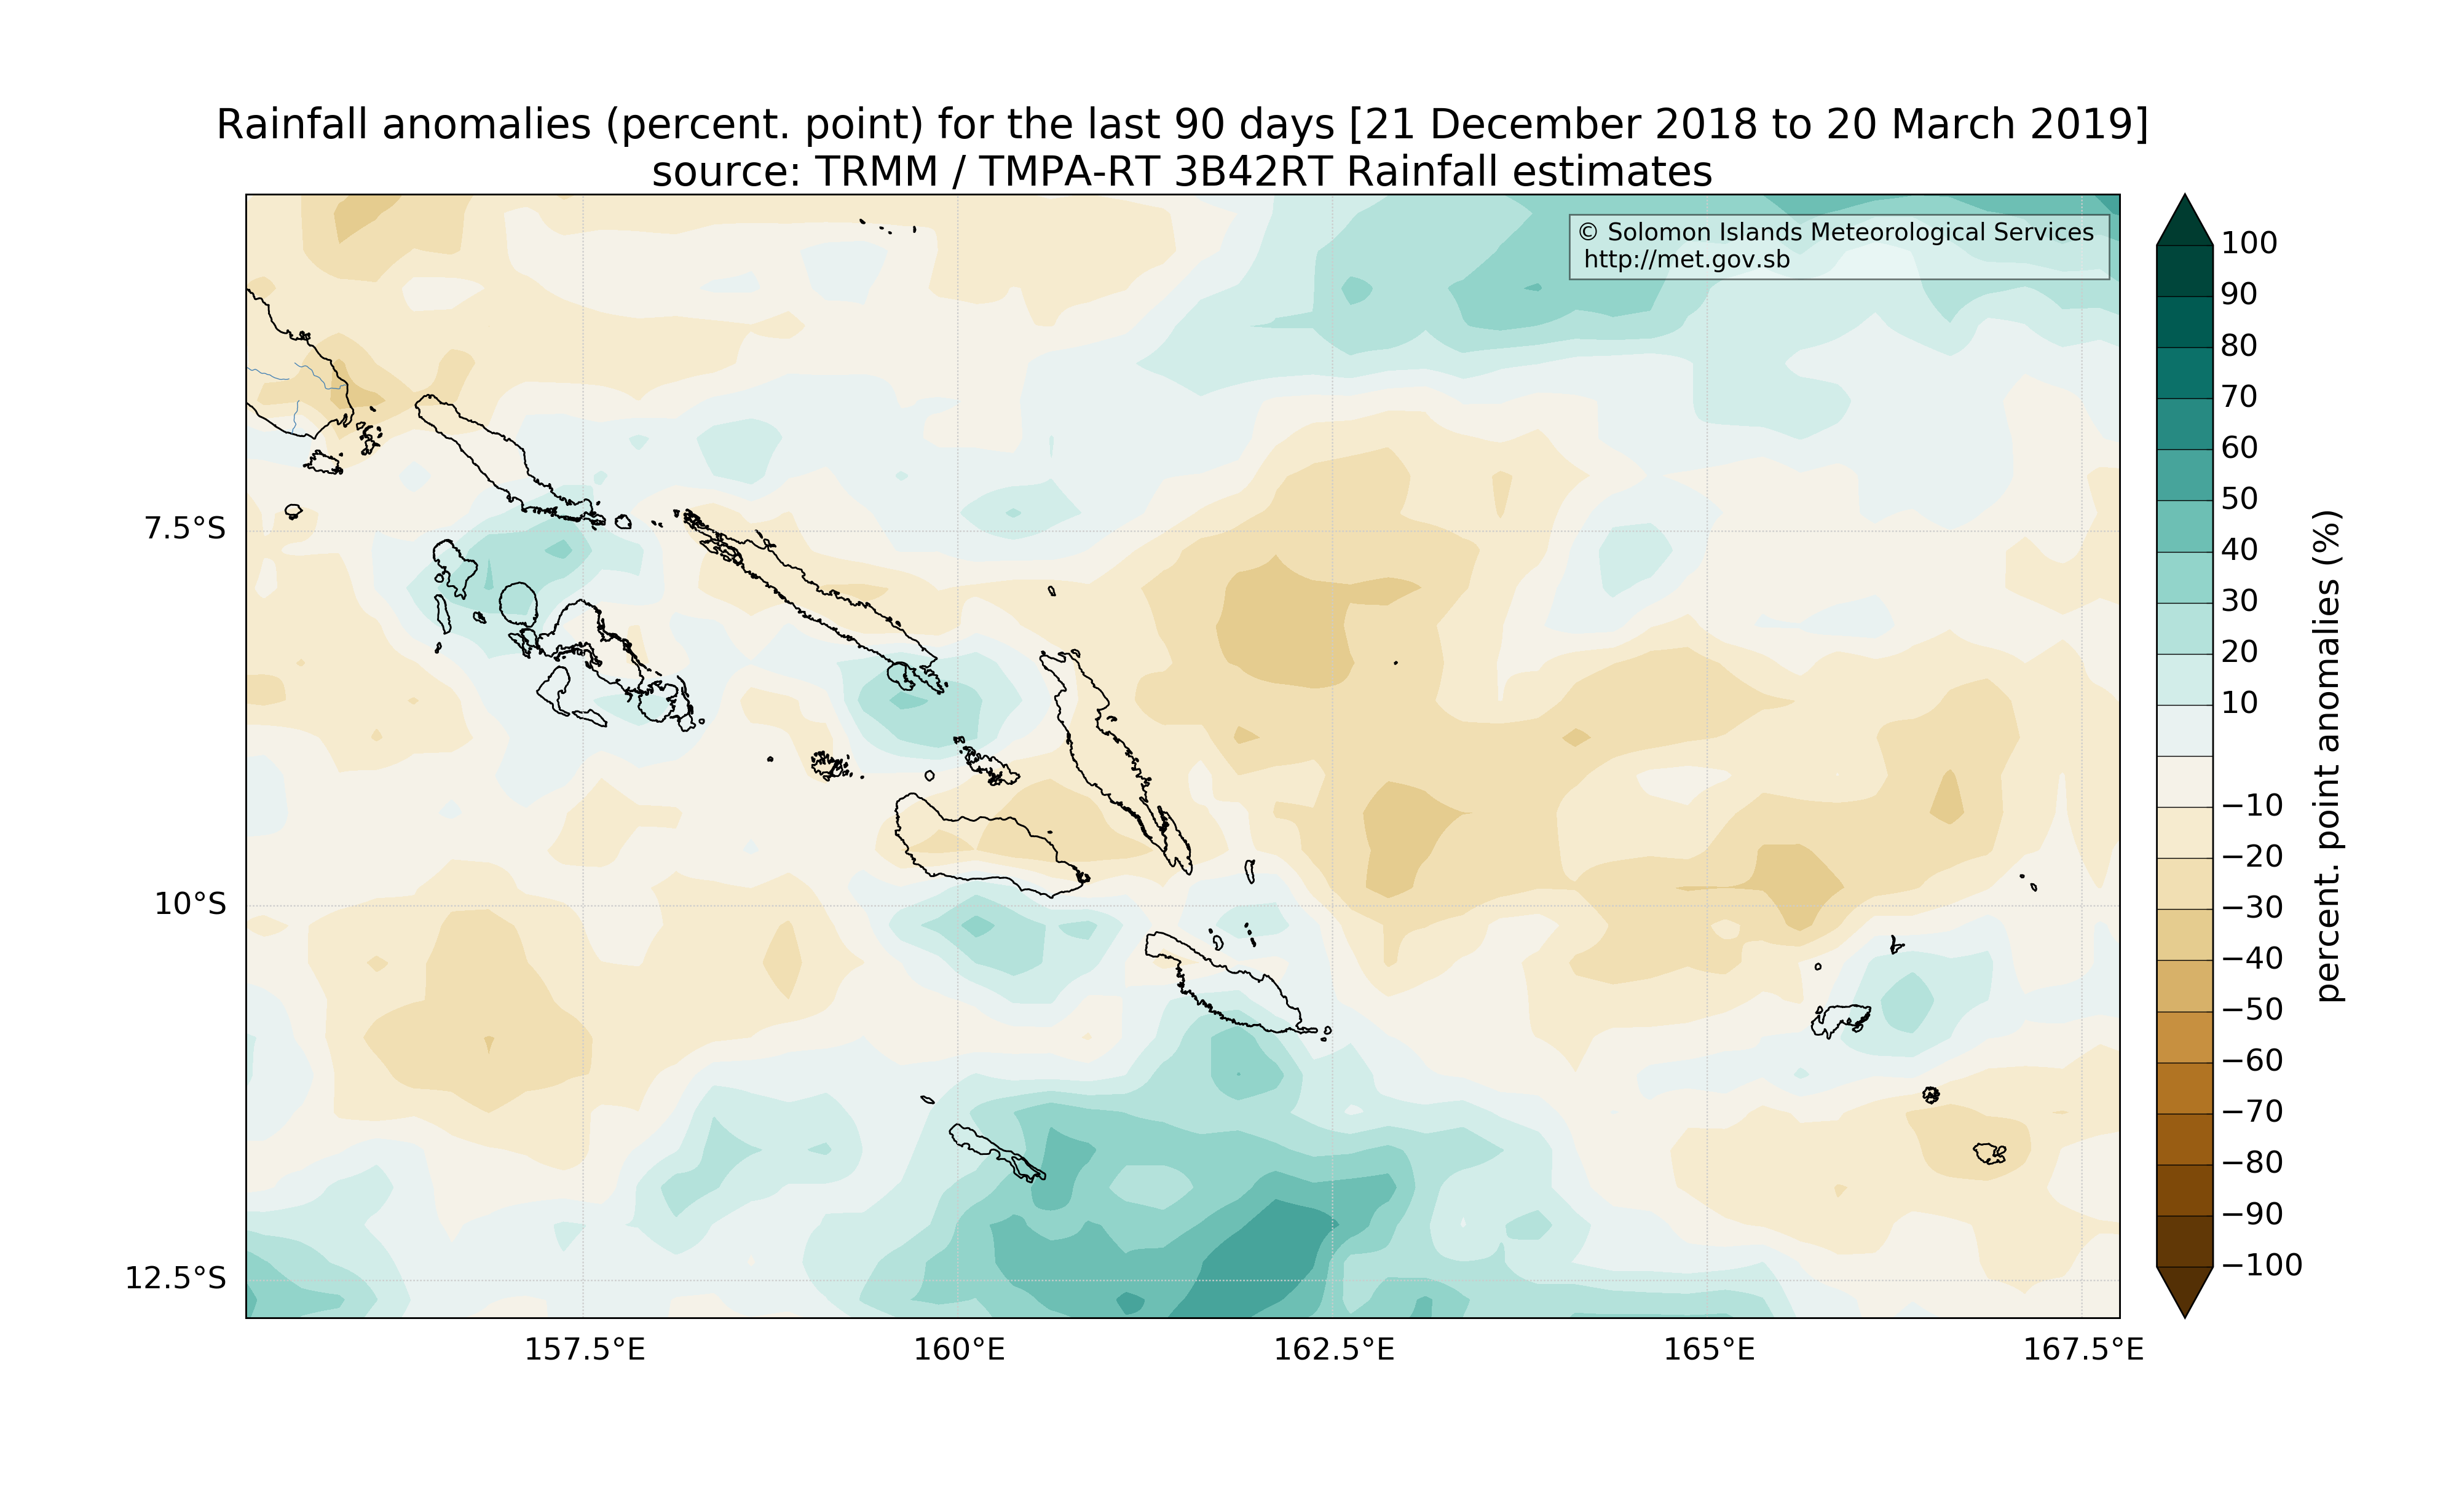 Rainfall anomalies (percent. point) for the last 90 days [21 December 2018 to 20 March 2019]
source: TRMM / TMPA-RT 3B42RT Rainfall estimates
© Solomon Islands Meteorological Services
http://met.gov.sb
7.5°S
10°S
12.5°S
157.5°E
160°E
162.5°E
165°E
167.5°E
100
90
80
70
60
50
40
30
20
10
−10
−20
−30
−40
−50
−60
−70
−80
−90
−100
percent. point anomalies (%)